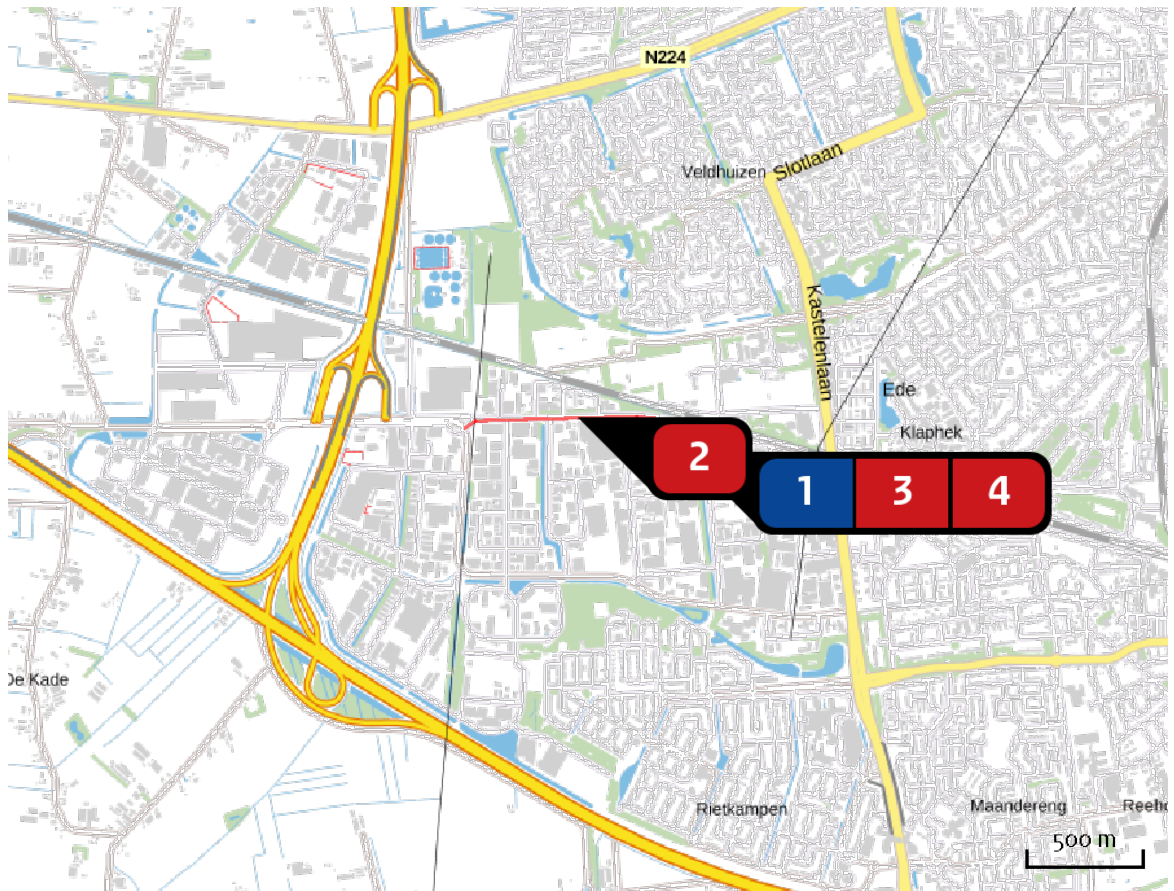 N224
Veldhuizen
Slotlaan
Kastelenlaan
Ede
Klaphek
2
1 3 4
De Kade
Rietkampen
Maandereng
500 m